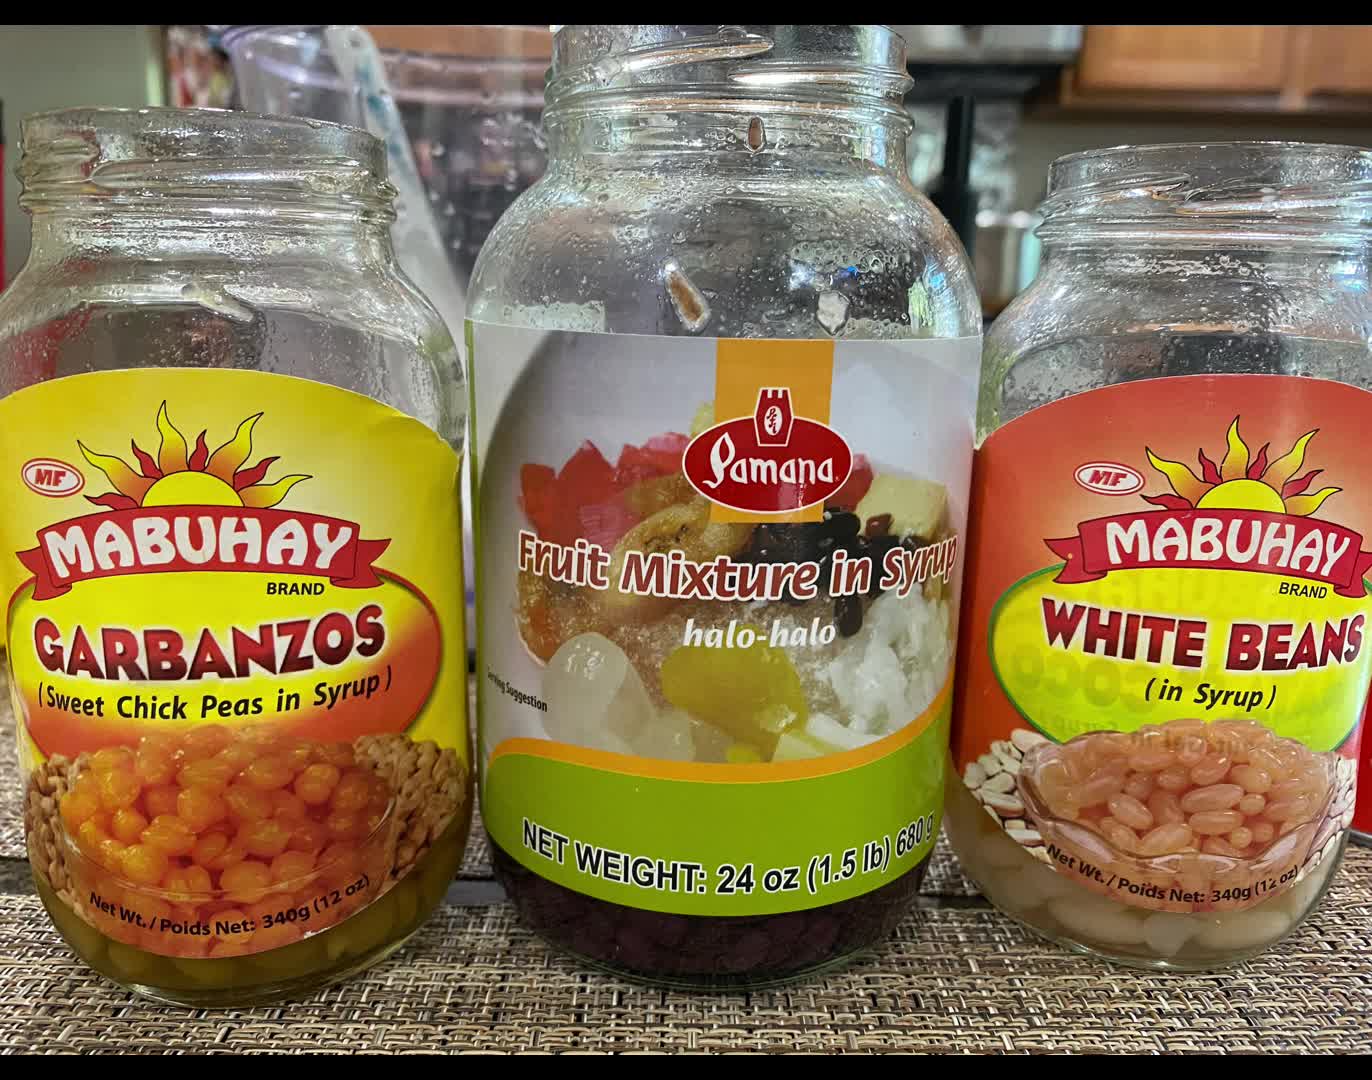 MF
MABUHAY
BRAND
GARBANZOS
(Sweet Chick Peas in Syrup)
Net Wt./Poids Net: 340g (12 oz)
Pamana
Fruit Mixture in Syrup
halo-halo
Serving Suggestion
NET WEIGHT: 24 oz (1.5 lb) 680 g
MF
MABUHAY
BRAND
WHITE BEANS
(in Syrup)
Net Wt./Poids Net: 340g (12 oz)